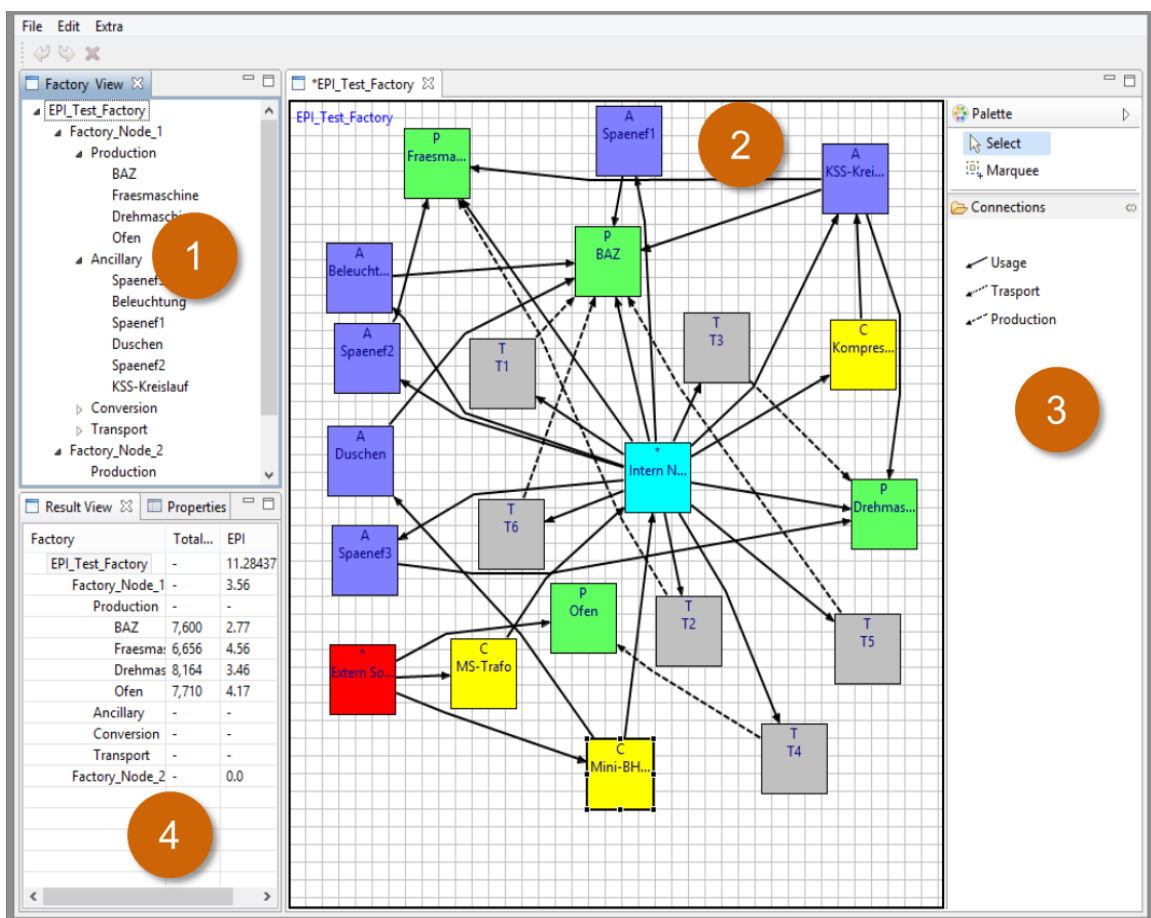 File Edit Extra
Factory View
EPI_Test_Factory
Factory_Node_1
Production
BAZ
Fraesmaschine
Drehmaschi
Ofen
Ancillary
Spaenef3
Beleuchtung
Spaenef1
Duschen
Spaenef2
KSS-Kreislauf
Conversion
Transport
Factory_Node_2
Production
1
Result View Properties
Factory Total... EPI
EPI_Test_Factory - 11.28437
Factory_Node_1 - 3.56
Production - -
BAZ 7,600 2.77
Fraesmas 6,656 4.56
Drehmas 8,164 3.46
Ofen 7,710 4.17
Ancillary - -
Conversion - -
Transport - -
Factory_Node_2 - 0.0
4
*EPI_Test_Factory
EPI_Test_Factory
A
Spaenef1
2
P
Fraesma...
A
KSS-Krei...
P
BAZ
A
Beleucht...
A
Spaenef2
T
T1
T
T3
C
Kompres...
A
Duschen
*
Intern N...
P
Drehmas...
T
T6
A
Spaenef3
P
Ofen
T
T2
T
T5
*
Extern So...
C
MS-Trafo
T
T4
C
Mini-BH...
Palette
Select
Marquee
Connections
Usage
Trasport
Production
3